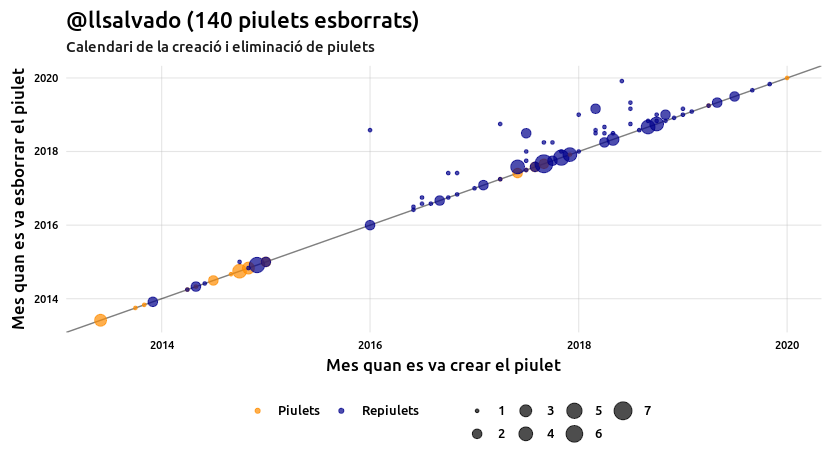 @llsalvado (140 piulets esborrats)
Calendari de la creació i eliminació de piulets
Mes quan es va esborrar el piulet
2020
2018
2016
2014
2014 2016 2018 2020
Mes quan es va crear el piulet
Piulets Repiulets 1 3 5 7
2 4 6